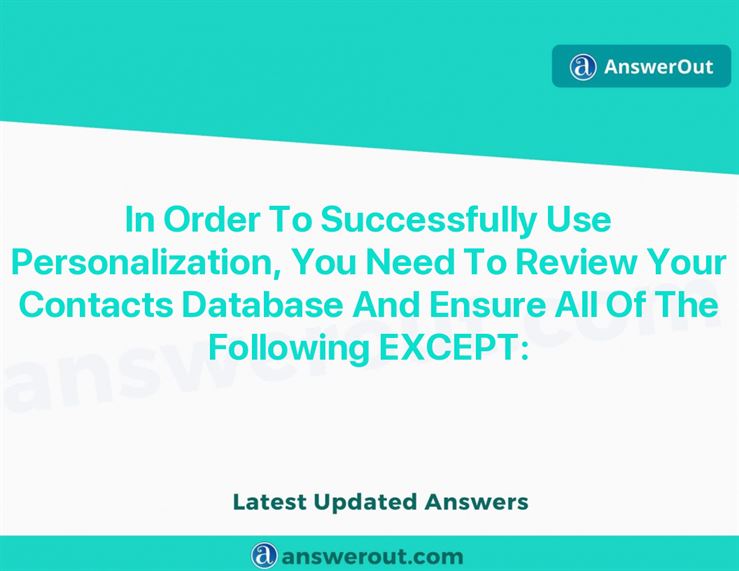 AnswerOut
In Order To Successfully Use
Personalization, You Need To Review Your
Contacts Database And Ensure All Of The
Following EXCEPT:
answerout.com
Latest Updated Answers
answerout.com